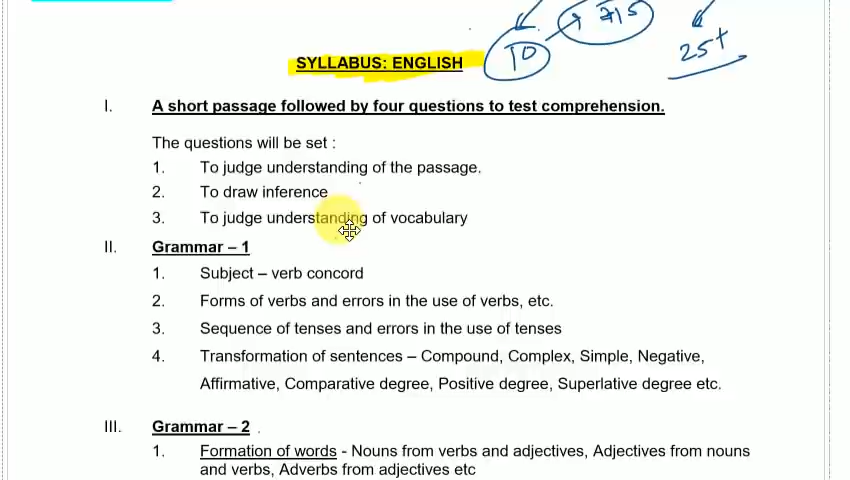 10 715
25+
SYLLABUS: ENGLISH
I. A short passage followed by four questions to test comprehension.
The questions will be set :
1. To judge understanding of the passage.
2. To draw inference
3. To judge understanding of vocabulary
II. Grammar – 1
1. Subject – verb concord
2. Forms of verbs and errors in the use of verbs, etc.
3. Sequence of tenses and errors in the use of tenses
4. Transformation of sentences – Compound, Complex, Simple, Negative,
Affirmative, Comparative degree, Positive degree, Superlative degree etc.
III. Grammar – 2
1. Formation of words - Nouns from verbs and adjectives, Adjectives from nouns
and verbs, Adverbs from adjectives etc